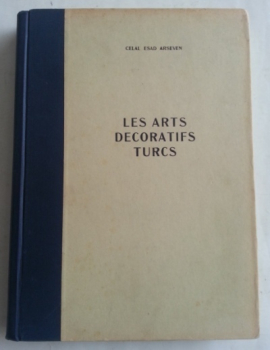 CELAL ESAD ARSEVEN
LES ARTS
DECORATIFS
TURCS